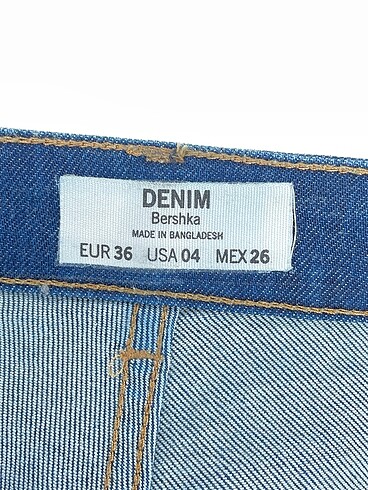 DENIM
Bershka
MADE IN BANGLADESH
EUR 36 USA 04 MEX 26